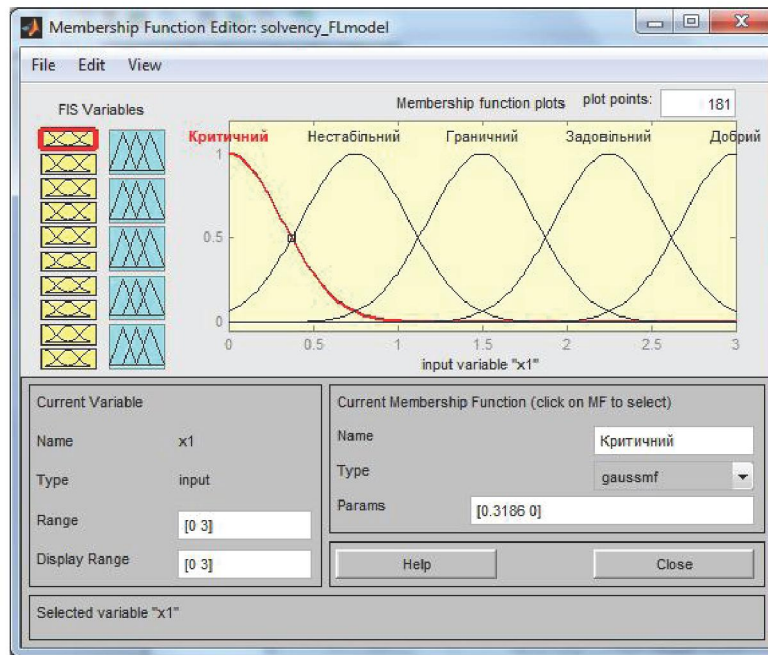 Membership Function Editor: solvency_FLmodel
File Edit View
FIS Variables
Membership function plots plot points: 181
Критичний Нестабільний Граничний Задовільний Добрий
1
0.5
0
0 0.5 1 1.5 2 2.5 3
input variable "x1"
Current Variable
Name x1
Type input
Range [0 3]
Display Range [0 3]
Current Membership Function (click on MF to select)
Name Критичний
Type gaussmf
Params [0.3186 0]
Help Close
Selected variable "x1"